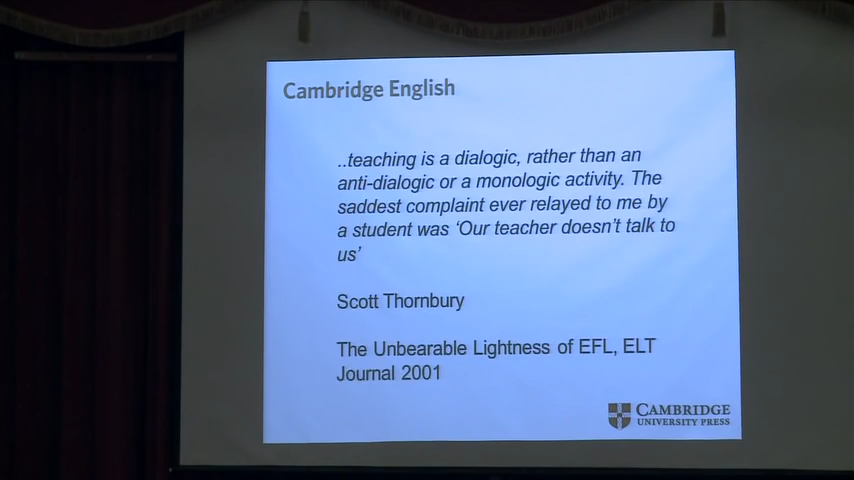 Cambridge English
..teaching is a dialogic, rather than an
anti-dialogic or a monologic activity. The
saddest complaint ever relayed to me by
a student was ‘Our teacher doesn’t talk to
us’
Scott Thornbury
The Unbearable Lightness of EFL, ELT
Journal 2001
CAMBRIDGE
UNIVERSITY PRESS